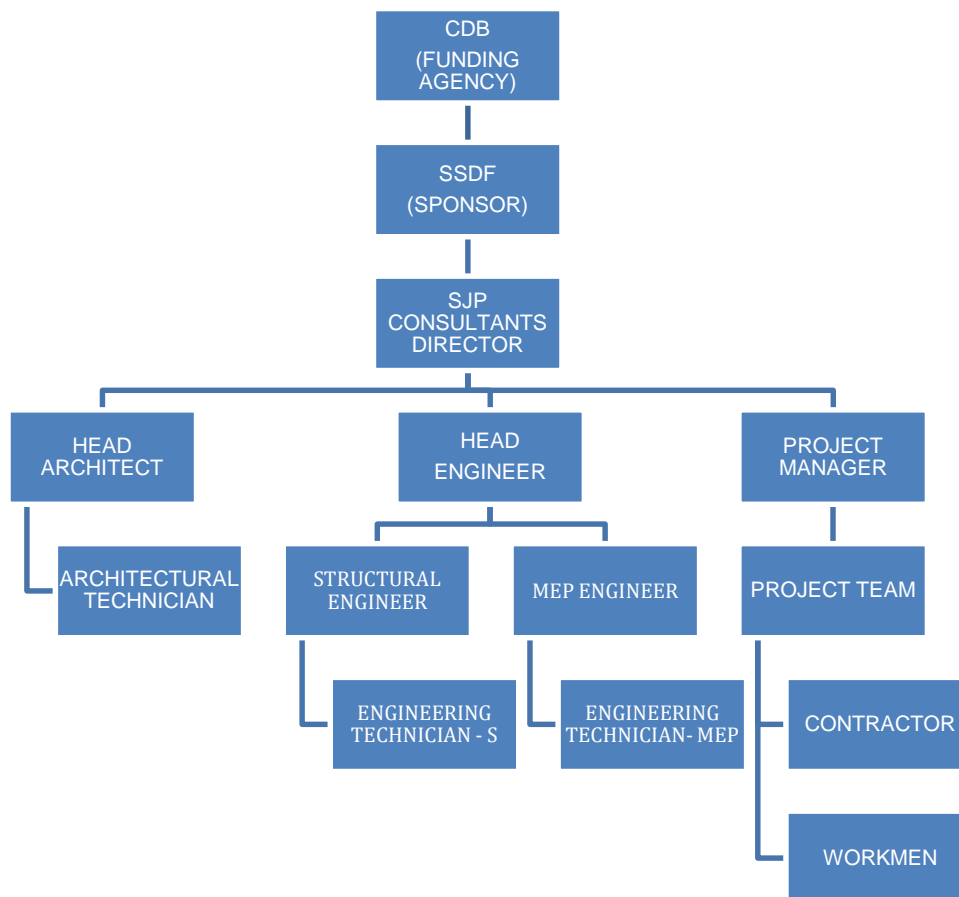 CDB
(FUNDING
AGENCY)
SSDF
(SPONSOR)
SJP
CONSULTANTS
DIRECTOR
HEAD
ARCHITECT
HEAD
ENGINEER
PROJECT
MANAGER
ARCHITECTURAL
TECHNICIAN
STRUCTURAL
ENGINEER
MEP ENGINEER
PROJECT TEAM
ENGINEERING
TECHNICIAN - S
ENGINEERING
TECHNICIAN- MEP
CONTRACTOR
WORKMEN